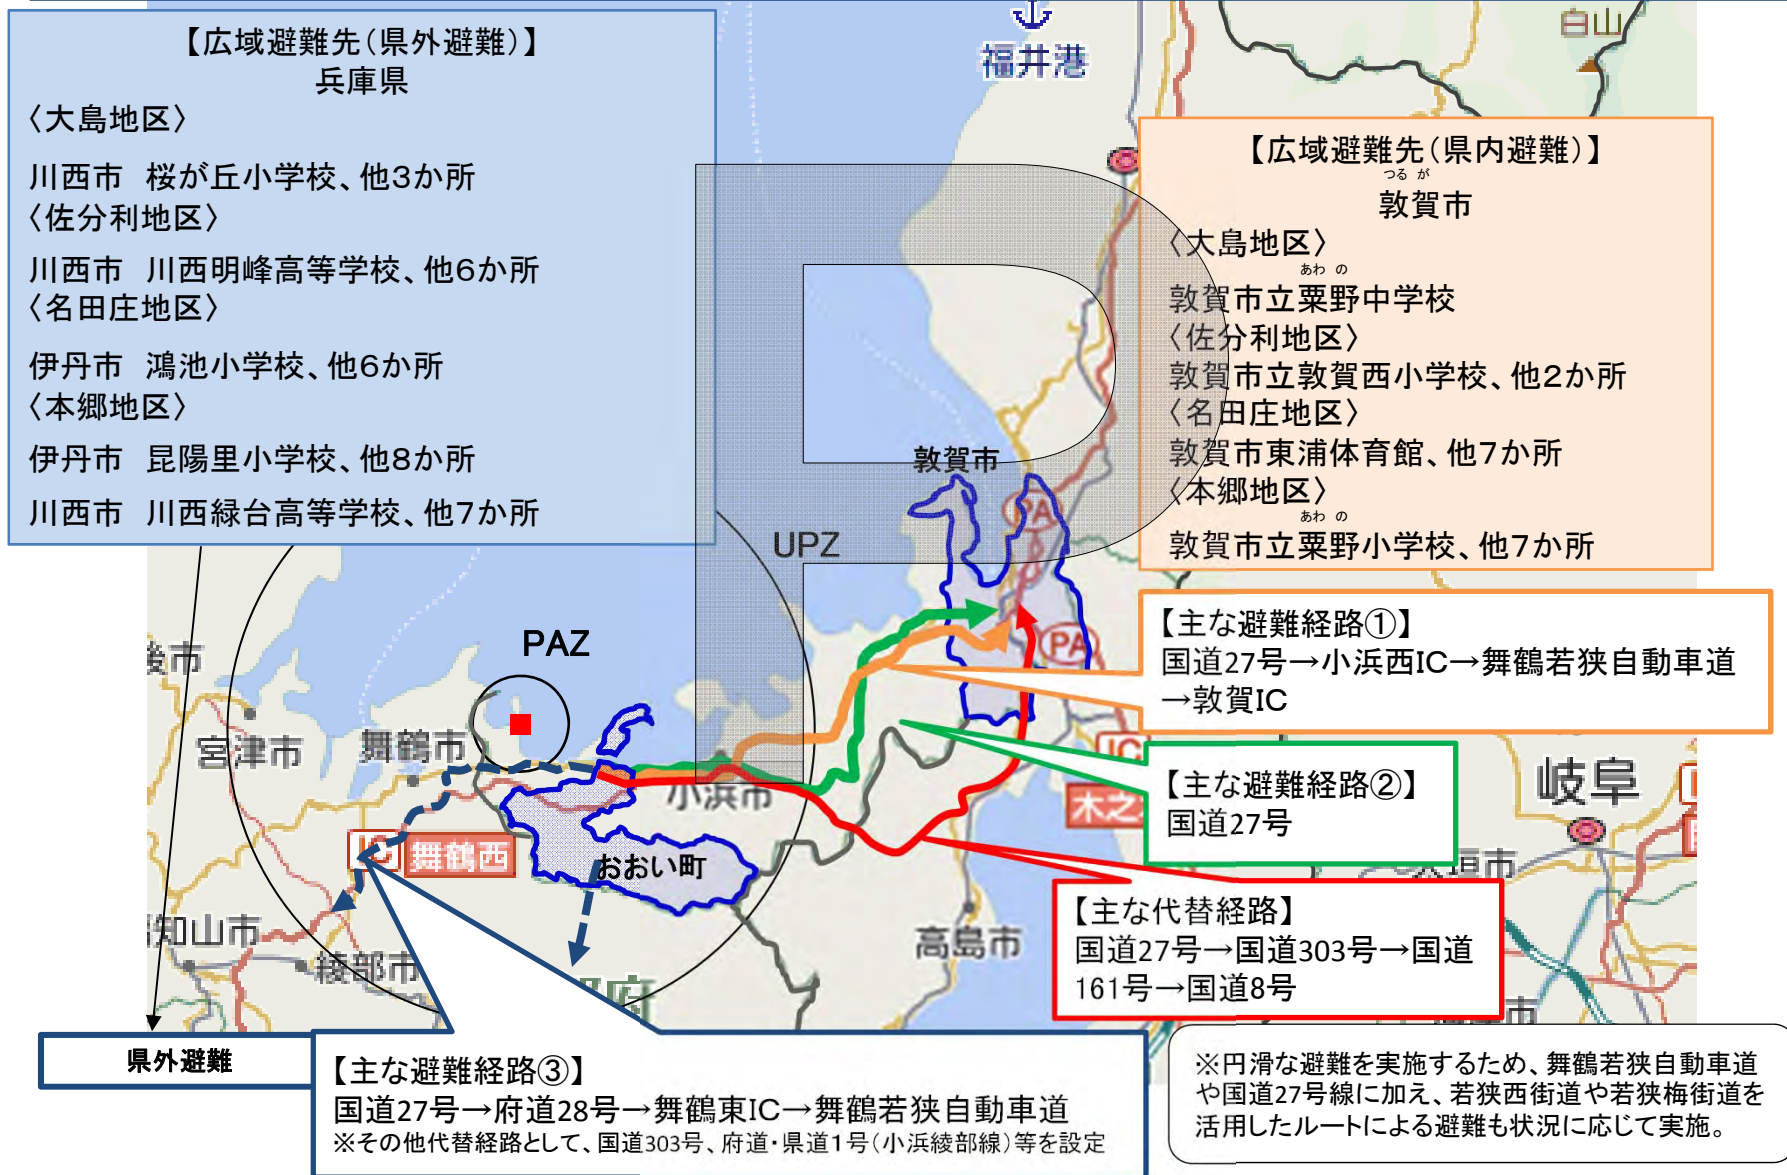 【広域避難先(県外避難)】
兵庫県
〈大島地区〉
川西市 桜が丘小学校、他3か所
〈佐分利地区〉
川西市 川西明峰高等学校、他6か所
〈名田庄地区〉
伊丹市 鴻池小学校、他6か所
〈本郷地区〉
伊丹市 昆陽里小学校、他8か所
川西市 川西緑台高等学校、他7か所
福井港
白山
【広域避難先(県内避難)】
つるが
敦賀市
〈大島地区〉
あわの
敦賀市立粟野中学校
〈佐分利地区〉
敦賀市立敦賀西小学校、他2か所
〈名田庄地区〉
敦賀市東浦体育館、他7か所
〈本郷地区〉
あわの
敦賀市立粟野小学校、他7か所
敦賀市
PA
UPZ
PAZ
PA
後市
宮津市
舞鶴市
小浜市
IC
舞鶴西
おおい町
知山市
綾部市
府
高島市
IC
木之
岐阜
大垣市
【主な避難経路①】
国道27号→小浜西IC→舞鶴若狭自動車道
→敦賀IC
【主な避難経路②】
国道27号
【主な代替経路】
国道27号→国道303号→国道
161号→国道8号
県外避難
【主な避難経路③】
国道27号→府道28号→舞鶴東IC→舞鶴若狭自動車道
※その他代替経路として、国道303号、府道・県道1号(小浜綾部線)等を設定
※円滑な避難を実施するため、舞鶴若狭自動車道
や国道27号線に加え、若狭西街道や若狭梅街道を
活用したルートによる避難も状況に応じて実施。